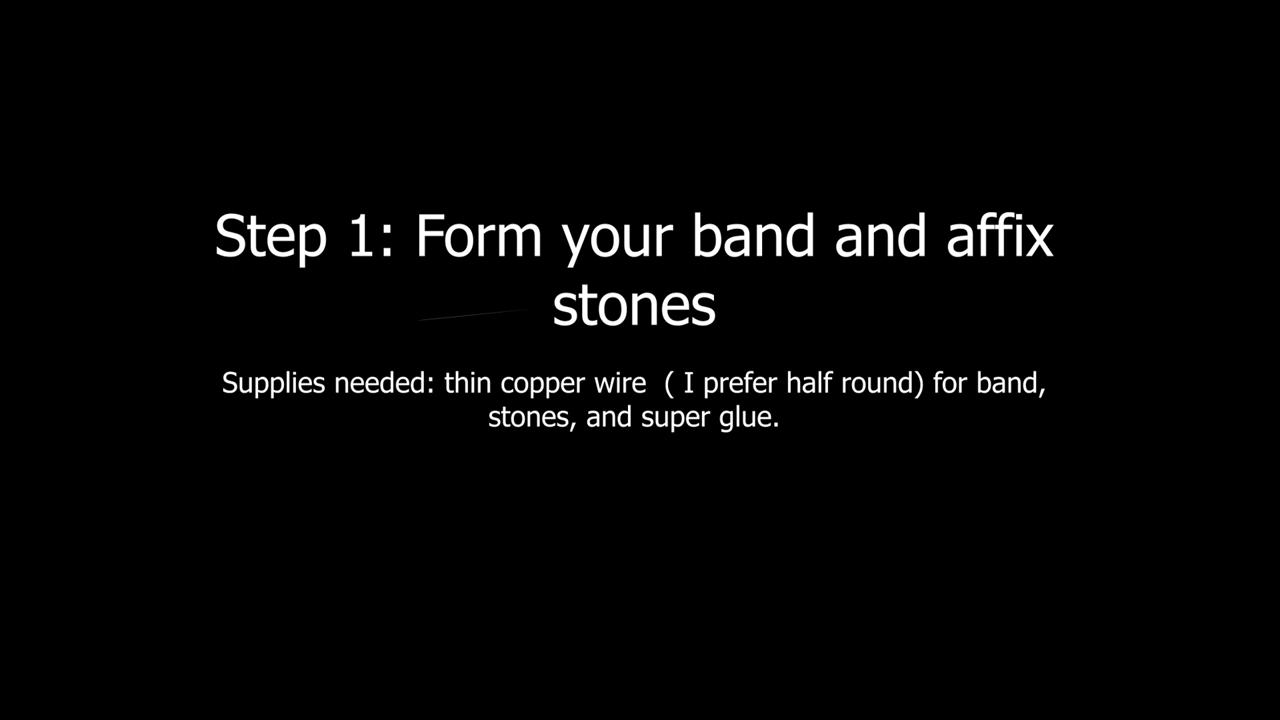 Step 1: Form your band and affix
stones
Supplies needed: thin copper wire  ( I prefer half round) for band,
stones, and super glue.